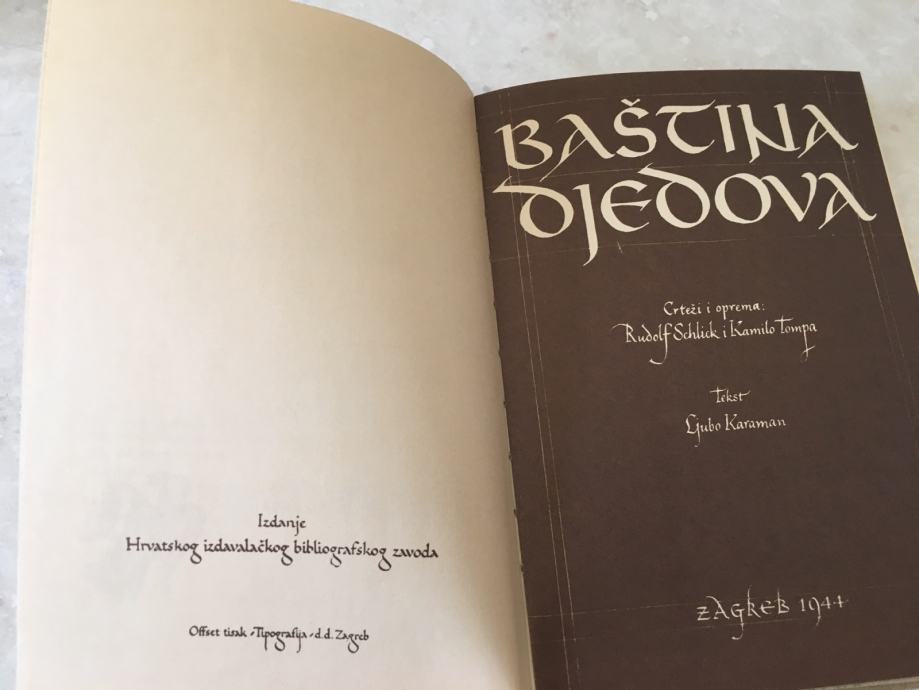 Izdanje
Hrvatskog izdavalačkog bibliografskog zavoda
Offset tisak "Tipografija" d.d. Zagreb
BAŠTINA
DJEDOVA
Crteži i oprema:
Rudolf Schlick i Kamilo Tompa
Tekst
Ljubo Karaman
ZAGREB 1944